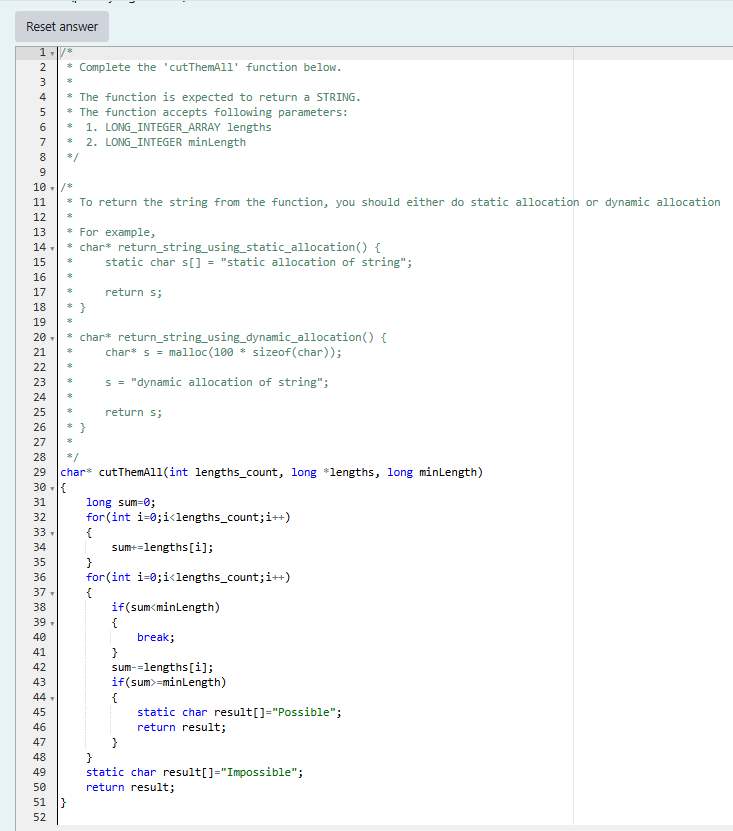 Reset answer
1 /*
2  * Complete the 'cutThemAll' function below.
3  *
4  * The function is expected to return a STRING.
5  * The function accepts following parameters:
6  *  1. LONG_INTEGER_ARRAY lengths
7  *  2. LONG_INTEGER minLength
8  */
9
10 /*
11  * To return the string from the function, you should either do static allocation or dynamic allocation
12  *
13  * For example,
14  * char* return_string_using_static_allocation() {
15  *     static char s[] = "static allocation of string";
16  *
17  *     return s;
18  * }
19  *
20  * char* return_string_using_dynamic_allocation() {
21  *     char* s = malloc(100 * sizeof(char));
22  *
23  *     s = "dynamic allocation of string";
24  *
25  *     return s;
26  * }
27  *
28  */
29 char* cutThemAll(int lengths_count, long *lengths, long minLength)
30 {
31     long sum=0;
32     for(int i=0;i<lengths_count;i++)
33     {
34         sum+=lengths[i];
35     }
36     for(int i=0;i<lengths_count;i++)
37     {
38         if(sum<minLength)
39         {
40             break;
41         }
42         sum-=lengths[i];
43         if(sum>=minLength)
44         {
45             static char result[]="Possible";
46             return result;
47         }
48     }
49     static char result[]="Impossible";
50     return result;
51 }
52